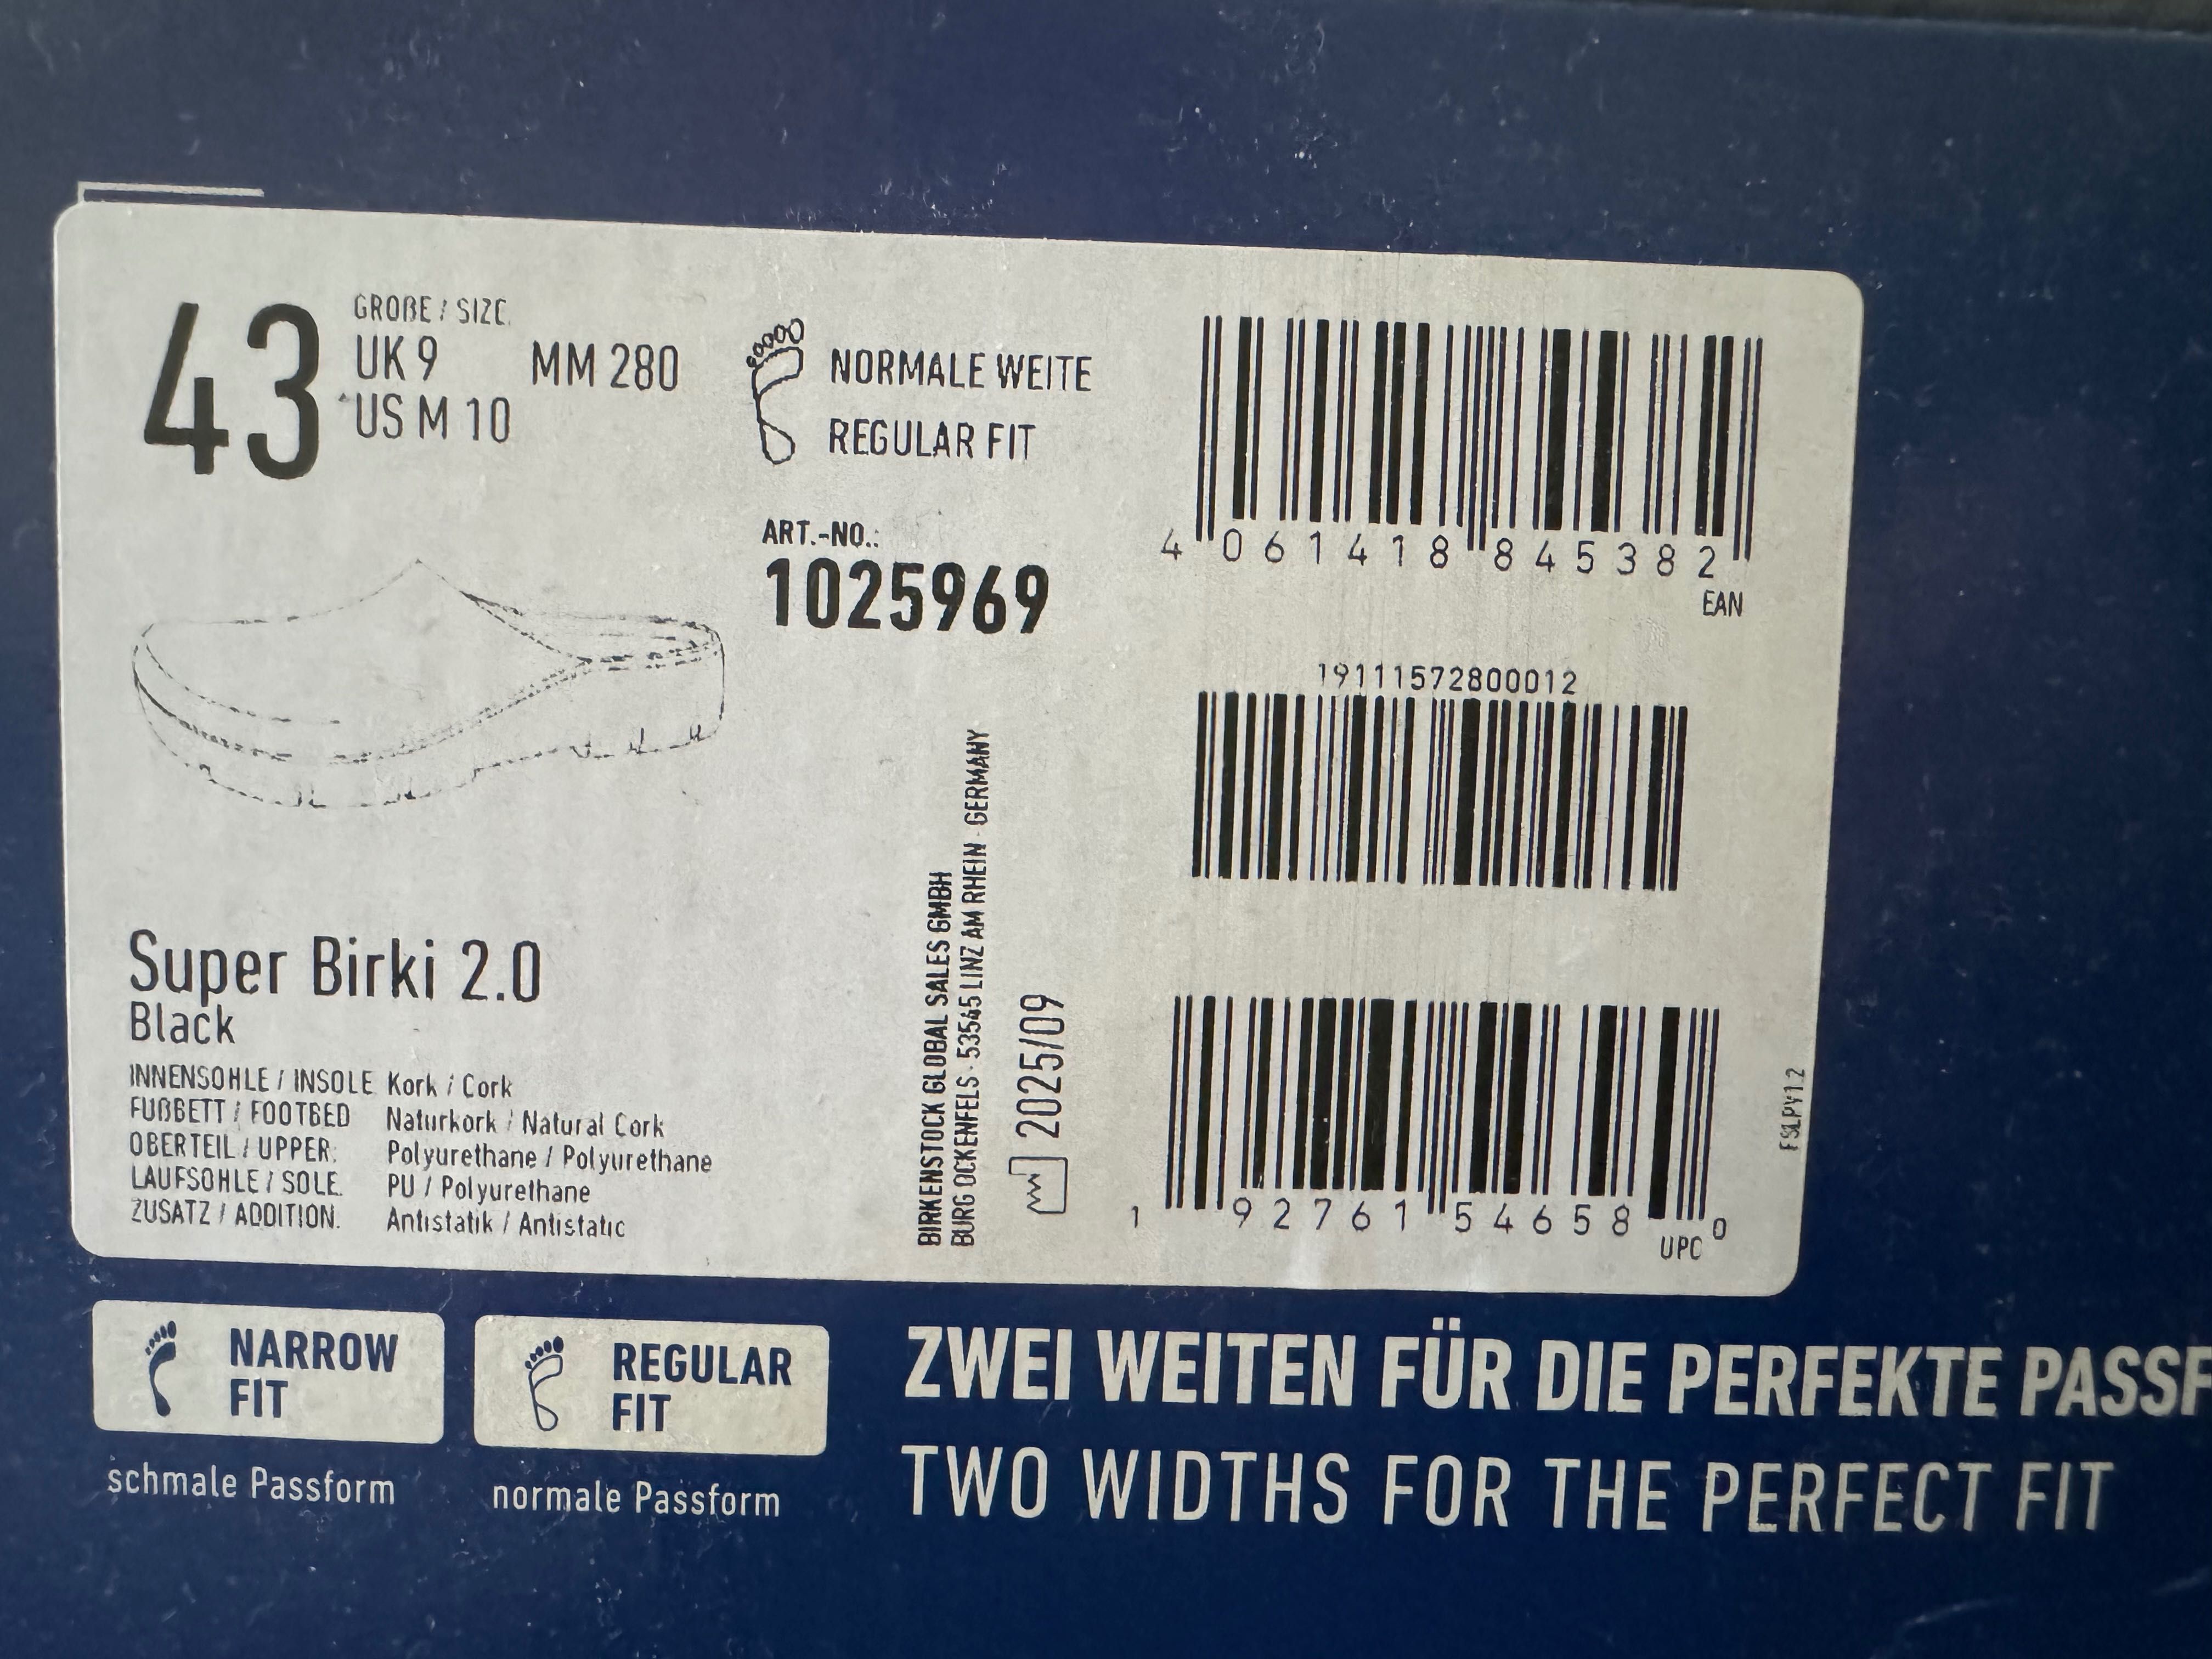 43
GRÖßE / SIZE
UK 9 MM 280
US M 10
NORMALE WEITE
REGULAR FIT
ART.-NO.:
1025969
4 061418 845382
EAN
19111572800012
Super Birki 2.0
Black
INNENSOHLE / INSOLE Kork / Cork
FUßBETT / FOOTBED Naturkork / Natural Cork
OBERTEIL / UPPER: Polyurethane / Polyurethane
LAUFSOHLE / SOLE: PU / Polyurethane
ZUSATZ / ADDITION: Antistatik / Antistatic
BIRKENSTOCK GLOBAL SALES GMBH
BURG OCKENFELS · 53545 LINZ AM RHEIN · GERMANY
2025/09
1 92761 54658 0
UPC
FSLPV1.2
NARROW
FIT
schmale Passform
REGULAR
FIT
normale Passform
ZWEI WEITEN FÜR DIE PERFEKTE PASSF
TWO WIDTHS FOR THE PERFECT FIT